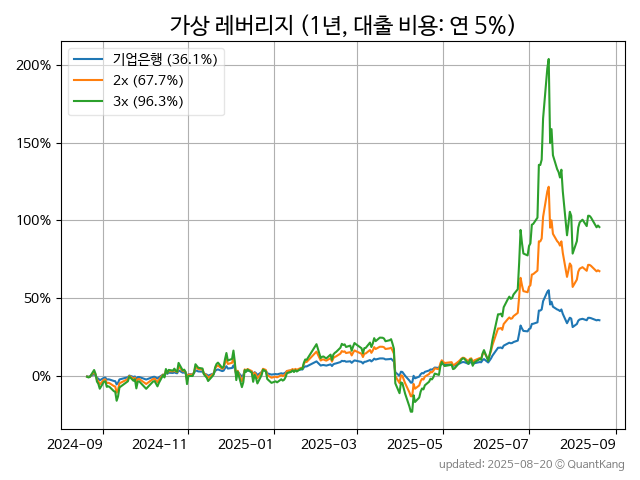 가상 레버리지 (1년, 대출 비용: 연 5%)
기업은행 (36.1%)
2x (67.7%)
3x (96.3%)
200%
150%
100%
50%
0%
2024-09 2024-11 2025-01 2025-03 2025-05 2025-07 2025-09
updated: 2025-08-20 © QuantKang